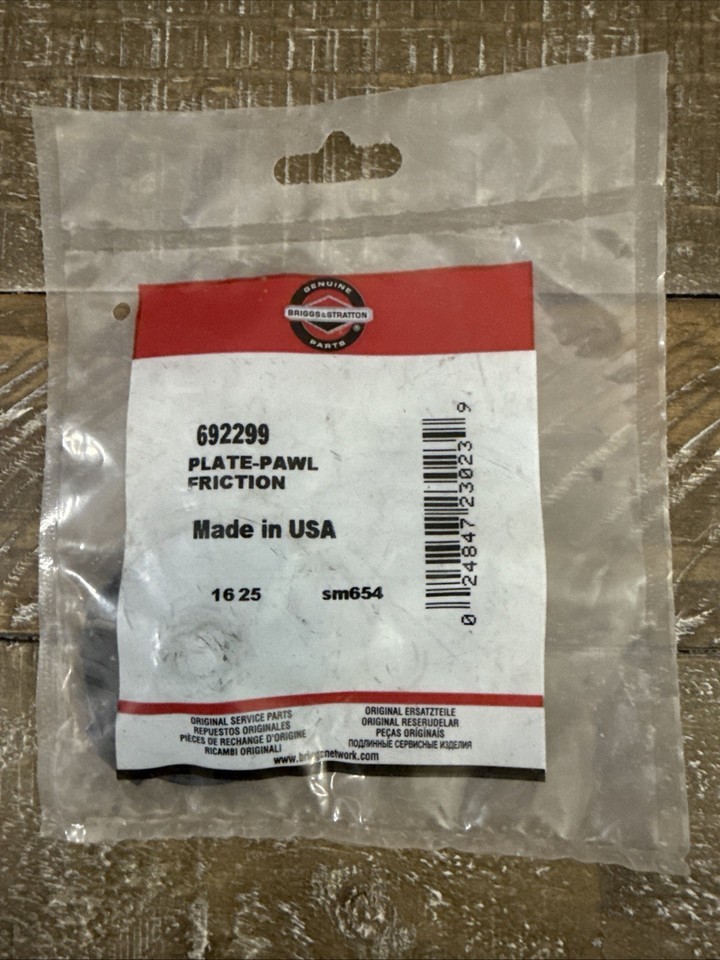 GENUINE
BRIGGS&STRATTON
®
PARTS
692299
PLATE-PAWL
FRICTION
Made in USA
16 25 sm654
0 24847 23023 9
ORIGINAL SERVICE PARTS
REPUESTOS ORIGINALES
PIÈCES DE RECHANGE D'ORIGINE
RICAMBI ORIGINALI
ORIGINAL ERSATZTEILE
ORIGINAL RESERUDELAR
PEÇAS ORIGINAIS
ПОДЛИННЫЕ СЕРВИСНЫЕ ИЗДЕЛИЯ